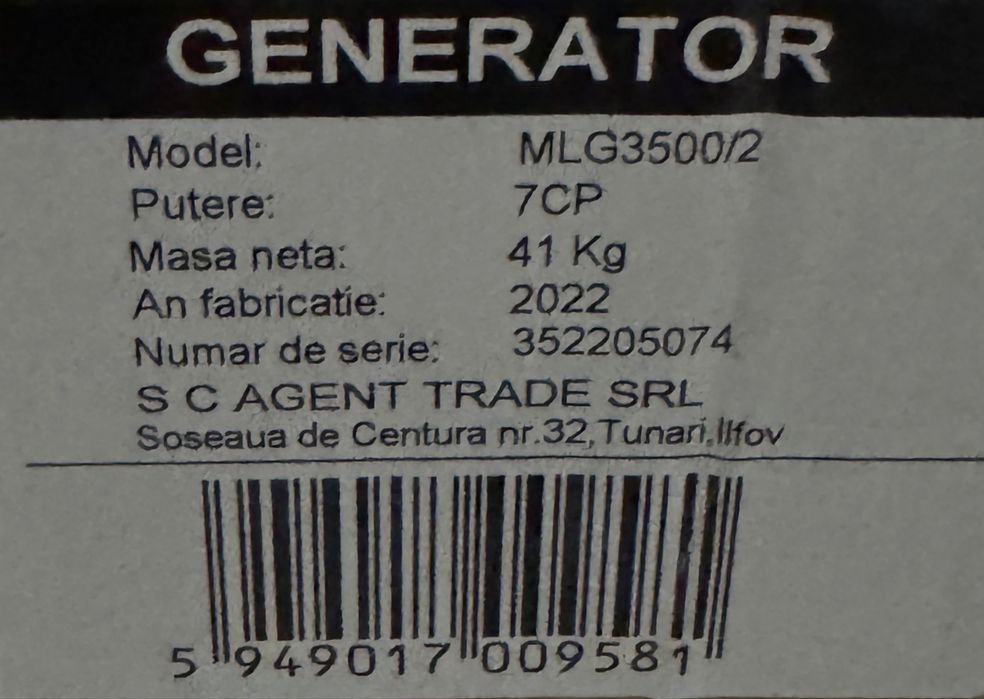 GENERATOR
Model: MLG3500/2
Putere: 7CP
Masa neta: 41 Kg
An fabricatie: 2022
Numar de serie: 352205074
S C AGENT TRADE SRL
Soseaua de Centura nr.32,Tunari,Ilfov
5 949017 009581